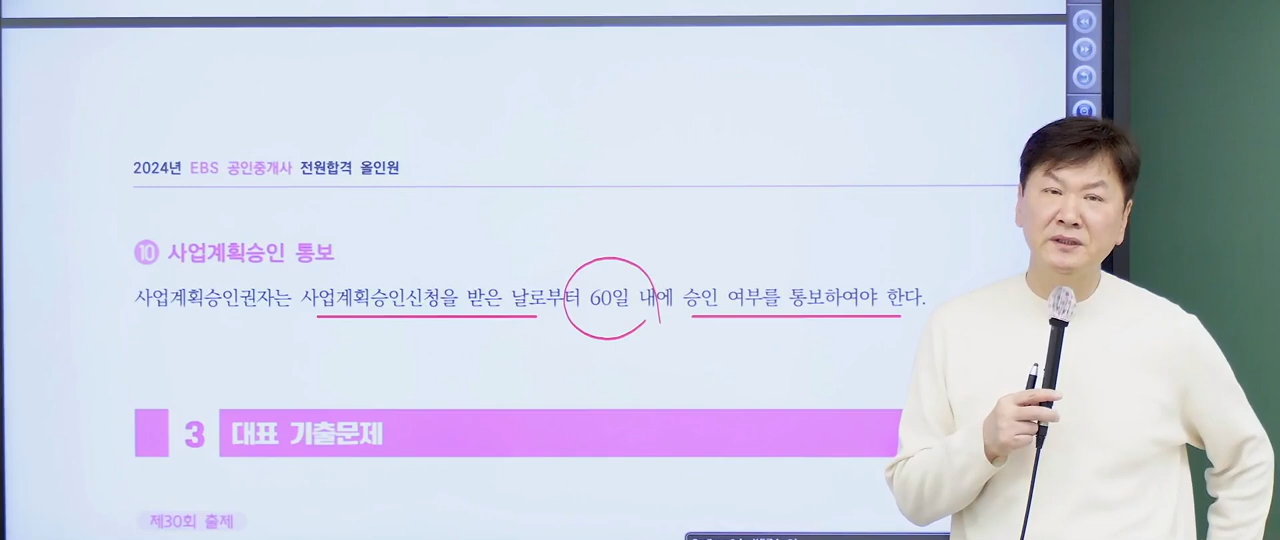 2024년 EBS 공인중개사 전원합격 올인원
⑩ 사업계획승인 통보
사업계획승인권자는 사업계획승인신청을 받은 날로부터 60일 내에 승인 여부를 통보하여야 한다.
3 대표 기출문제
제30회 출제